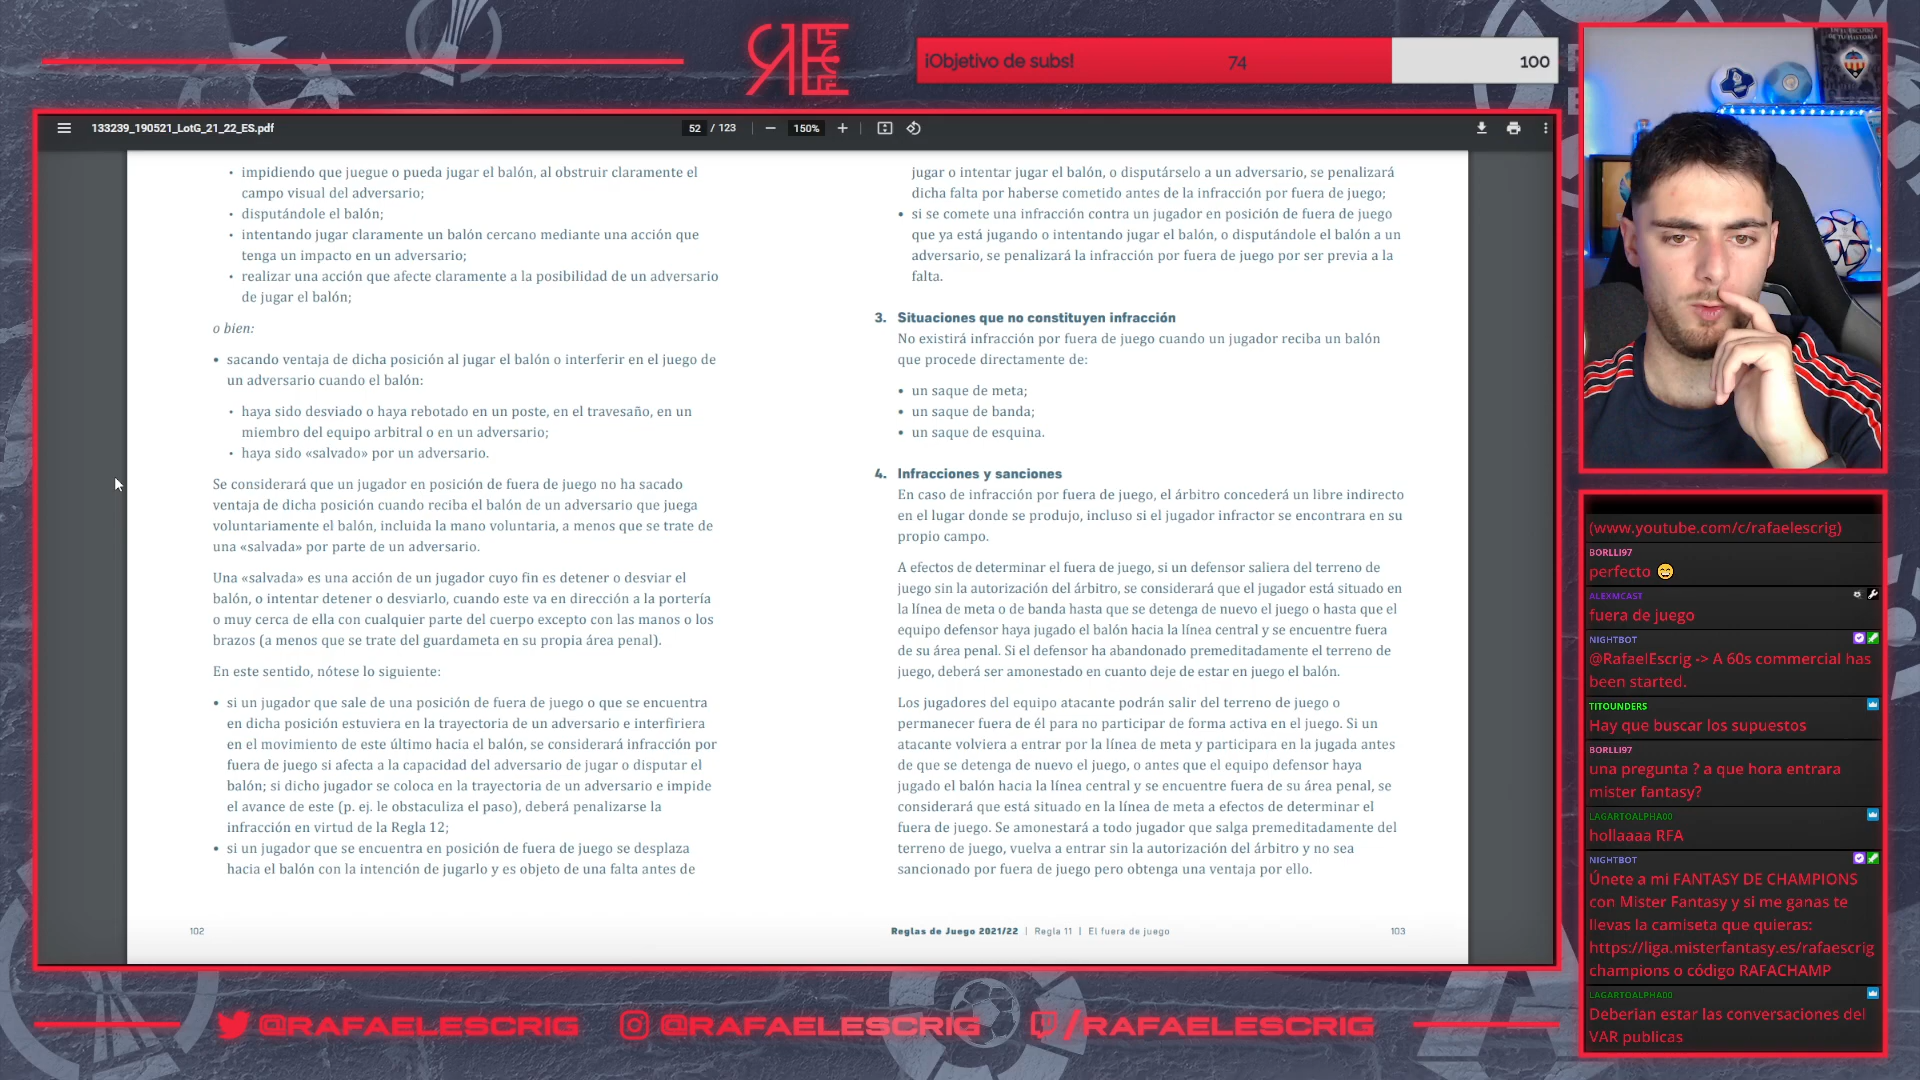 ¡Objetivo de subs!
74
100
133239_190521_LotG_21_22_ES.pdf
52 / 123
150%
• impidiendo que juegue o pueda jugar el balón, al obstruir claramente el
campo visual del adversario;
• disputándole el balón;
• intentando jugar claramente un balón cercano mediante una acción que
tenga un impacto en un adversario;
• realizar una acción que afecte claramente a la posibilidad de un adversario
de jugar el balón;
o bien:
• sacando ventaja de dicha posición al jugar el balón o interferir en el juego de
un adversario cuando el balón:
• haya sido desviado o haya rebotado en un poste, en el travesaño, en un
miembro del equipo arbitral o en un adversario;
• haya sido «salvado» por un adversario.
Se considerará que un jugador en posición de fuera de juego no ha sacado
ventaja de dicha posición cuando reciba el balón de un adversario que juega
voluntariamente el balón, incluida la mano voluntaria, a menos que se trate de
una «salvada» por parte de un adversario.
Una «salvada» es una acción de un jugador cuyo fin es detener o desviar el
balón, o intentar detener o desviarlo, cuando este va en dirección a la portería
o muy cerca de ella con cualquier parte del cuerpo excepto con las manos o los
brazos (a menos que se trate del guardameta en su propia área penal).
En este sentido, nótese lo siguiente:
• si un jugador que sale de una posición de fuera de juego o que se encuentra
en dicha posición estuviera en la trayectoria de un adversario e interfiriera
en el movimiento de este último hacia el balón, se considerará infracción por
fuera de juego si afecta a la capacidad del adversario de jugar o disputar el
balón; si dicho jugador se coloca en la trayectoria de un adversario e impide
el avance de este (p. ej. le obstaculiza el paso), deberá penalizarse la
infracción en virtud de la Regla 12;
• si un jugador que se encuentra en posición de fuera de juego se desplaza
hacia el balón con la intención de jugarlo y es objeto de una falta antes de
102
jugar o intentar jugar el balón, o disputárselo a un adversario, se penalizará
dicha falta por haberse cometido antes de la infracción por fuera de juego;
• si se comete una infracción contra un jugador en posición de fuera de juego
que ya está jugando o intentando jugar el balón, o disputándole el balón a un
adversario, se penalizará la infracción por fuera de juego por ser previa a la
falta.
3. Situaciones que no constituyen infracción
No existirá infracción por fuera de juego cuando un jugador reciba un balón
que procede directamente de:
• un saque de meta;
• un saque de banda;
• un saque de esquina.
4. Infracciones y sanciones
En caso de infracción por fuera de juego, el árbitro concederá un libre indirecto
en el lugar donde se produjo, incluso si el jugador infractor se encontrara en su
propio campo.
A efectos de determinar el fuera de juego, si un defensor saliera del terreno de
juego sin la autorización del árbitro, se considerará que el jugador está situado en
la línea de meta o de banda hasta que se detenga de nuevo el juego o hasta que el
equipo defensor haya jugado el balón hacia la línea central y se encuentre fuera
de su área penal. Si el defensor ha abandonado premeditadamente el terreno de
juego, deberá ser amonestado en cuanto deje de estar en juego el balón.
Los jugadores del equipo atacante podrán salir del terreno de juego o
permanecer fuera de él para no participar de forma activa en el juego. Si un
atacante volviera a entrar por la línea de meta y participara en la jugada antes
de que se detenga de nuevo el juego, o antes que el equipo defensor haya
jugado el balón hacia la línea central y se encuentre fuera de su área penal, se
considerará que está situado en la línea de meta a efectos de determinar el
fuera de juego. Se amonestará a todo jugador que salga premeditadamente del
terreno de juego, vuelva a entrar sin la autorización del árbitro y no sea
sancionado por fuera de juego pero obtenga una ventaja por ello.
Reglas de Juego 2021/22 | Regla 11 | El fuera de juego
103
(www.youtube.com/c/rafaelescrig)
BORLLI97
perfecto 😄
ALEXMCAST
fuera de juego
NIGHTBOT
@RafaelEscrig -> A 60s commercial has
been started.
TITOUNDERS
Hay que buscar los supuestos
BORLLI97
una pregunta ? a que hora entrara
mister fantasy?
LAGARTOALPHA00
hollaaaa RFA
NIGHTBOT
Únete a mi FANTASY DE CHAMPIONS
con Mister Fantasy y si me ganas te
llevas la camiseta que quieras:
https://liga.misterfantasy.es/rafaescrig
champions o código RAFACHAMP
LAGARTOALPHA00
Deberian estar las conversaciones del
VAR publicas
@RAFAELESCRIG
@RAFAELESCRIG
/RAFAELESCRIG